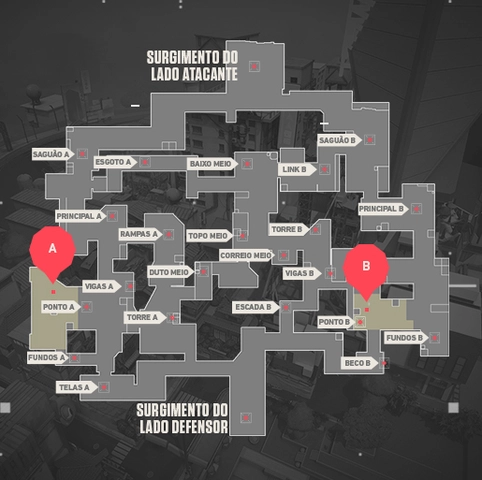 SURGIMENTO DO
LADO ATACANTE
SAGUÃO B
SAGUÃO A
ESGOTO A
BAIXO MEIO
LINK B
PRINCIPAL B
PRINCIPAL A
RAMPAS A
TOPO MEIO
TORRE B
A
CORREIO MEIO
B
DUTO MEIO
VIGAS B
VIGAS A
PONTO A
ESCADA B
TORRE A
PONTO B
FUNDOS B
FUNDOS A
BECO B
TELAS A
SURGIMENTO DO
LADO DEFENSOR